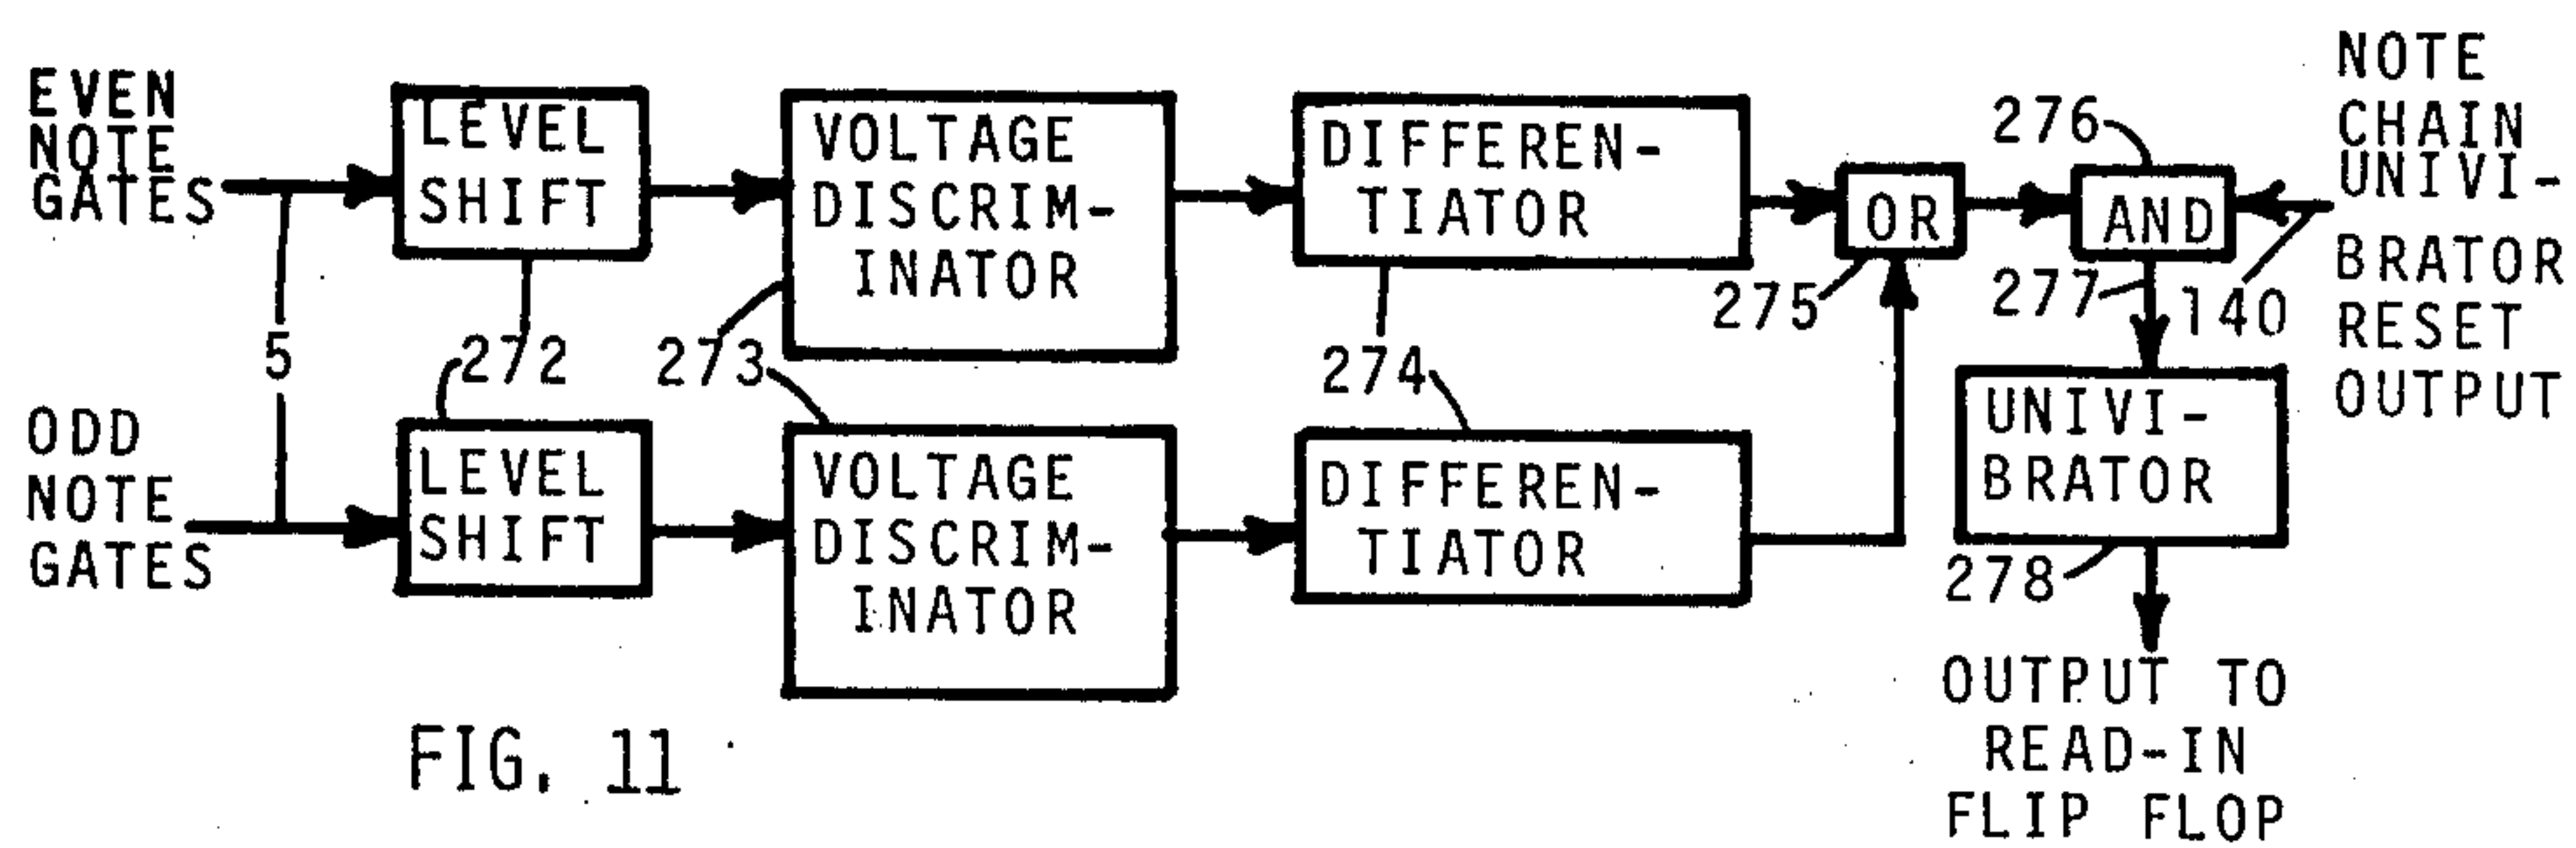 EVEN
NOTE
GATES
LEVEL
SHIFT
VOLTAGE
DISCRIM-
INATOR
DIFFEREN-
TIATOR
OR
276
AND
NOTE
CHAIN
UNIVI-
BRATOR
RESET
OUTPUT
5
272
273
274
275
277
140
ODD
NOTE
GATES
LEVEL
SHIFT
VOLTAGE
DISCRIM-
INATOR
DIFFEREN-
TIATOR
UNIVI-
BRATOR
278
OUTPUT TO
READ-IN
FLIP FLOP
FIG. 11